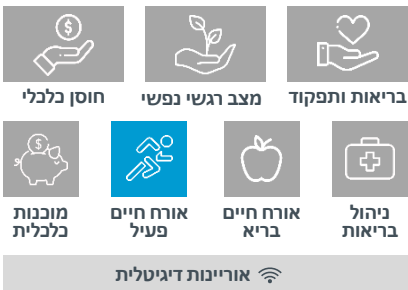 בריאות ותפקוד
מצב רגשי נפשי
חוסן כלכלי
ניהול
בריאות
אורח חיים
בריא
אורח חיים
פעיל
מוכנות
כלכלית
אוריינות דיגיטלית